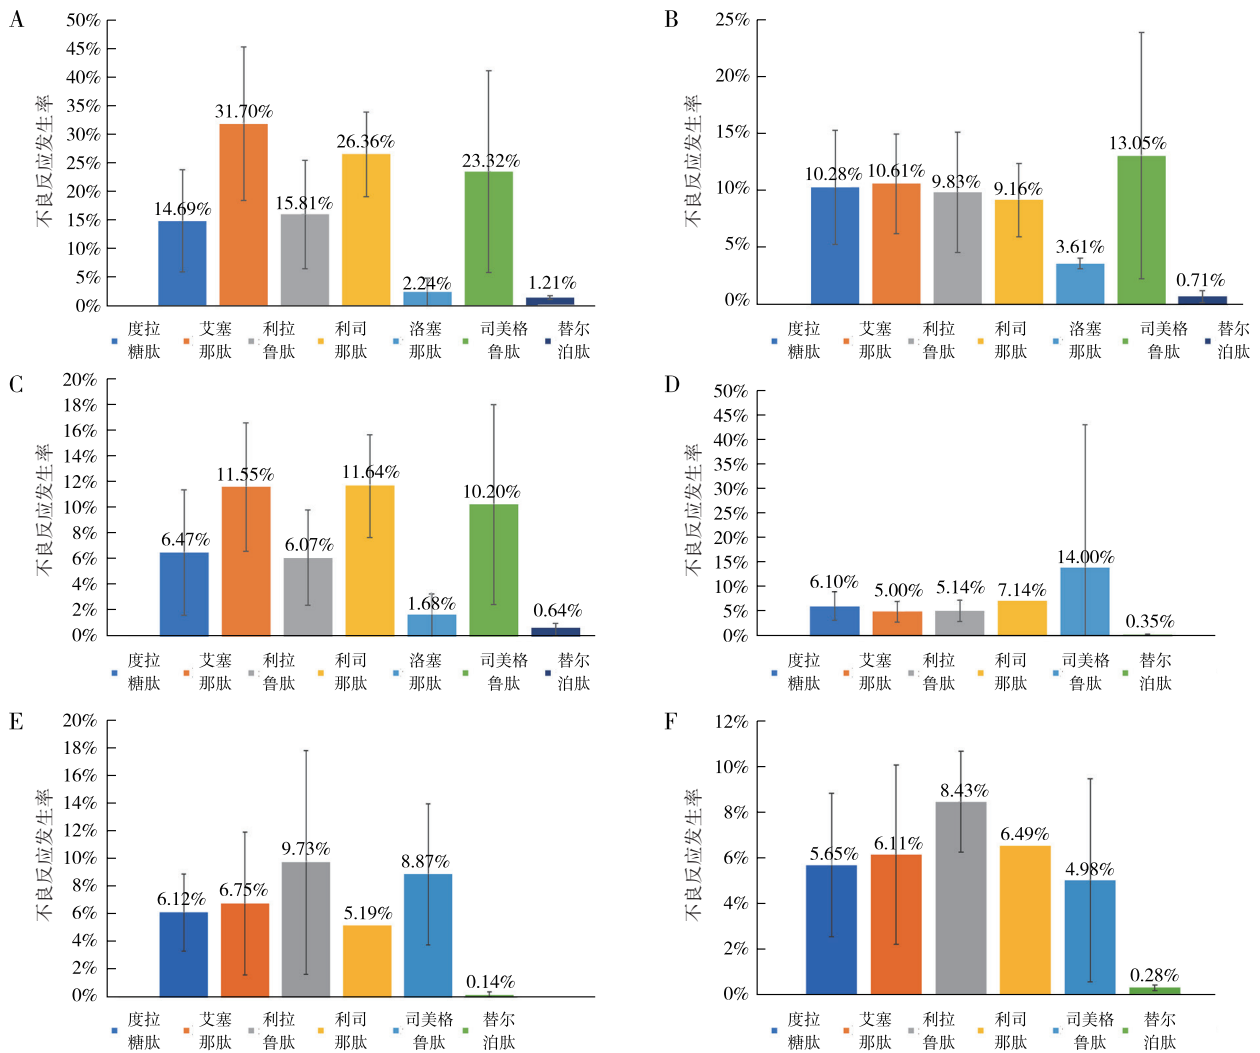 A
不良反应发生率
50%
45%
40%
35%
30%
25%
20%
15%
10%
5%
0%
14.69%
31.70%
15.81%
26.36%
2.24%
23.32%
1.21%
度拉糖肽
艾塞那肽
利拉鲁肽
利司那肽
洛塞那肽
司美格鲁肽
替尔泊肽
B
不良反应发生率
25%
20%
15%
10%
5%
0%
10.28%
10.61%
9.83%
9.16%
3.61%
13.05%
0.71%
度拉糖肽
艾塞那肽
利拉鲁肽
利司那肽
洛塞那肽
司美格鲁肽
替尔泊肽
C
不良反应发生率
20%
18%
16%
14%
12%
10%
8%
6%
4%
2%
0%
6.47%
11.55%
6.07%
11.64%
1.68%
10.20%
0.64%
度拉糖肽
艾塞那肽
利拉鲁肽
利司那肽
洛塞那肽
司美格鲁肽
替尔泊肽
D
不良反应发生率
50%
45%
40%
35%
30%
25%
20%
15%
10%
5%
0%
6.10%
5.00%
5.14%
7.14%
14.00%
0.35%
度拉糖肽
艾塞那肽
利拉鲁肽
利司那肽
司美格鲁肽
替尔泊肽
E
不良反应发生率
20%
18%
16%
14%
12%
10%
8%
6%
4%
2%
0%
6.12%
6.75%
9.73%
5.19%
8.87%
0.14%
度拉糖肽
艾塞那肽
利拉鲁肽
利司那肽
司美格鲁肽
替尔泊肽
F
不良反应发生率
12%
10%
8%
6%
4%
2%
0%
5.65%
6.11%
8.43%
6.49%
4.98%
0.28%
度拉糖肽
艾塞那肽
利拉鲁肽
利司那肽
司美格鲁肽
替尔泊肽